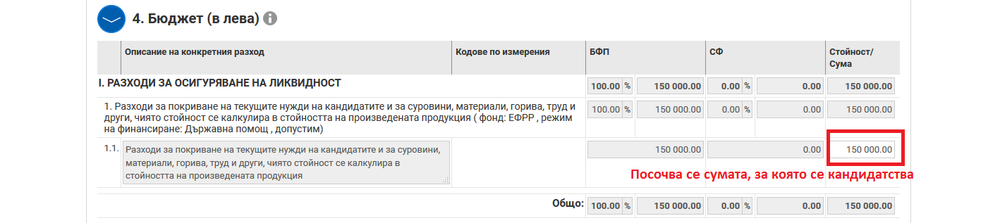 4. Бюджет (в лева)
Описание на конкретния разход Кодове по измерения БФП СФ Стойност/
Сума
I. РАЗХОДИ ЗА ОСИГУРЯВАНЕ НА ЛИКВИДНОСТ 100.00 % 150 000.00 0.00 % 0.00 150 000.00
1. Разходи за покриване на текущите нужди на кандидатите и за суровини, материали, горива, труд и 100.00 % 150 000.00 0.00 % 0.00 150 000.00
други, чиято стойност се калкулира в стойността на произведената продукция ( фонд: ЕФРР , режим
на финансиране: Държавна помощ , допустим)
1.1. Разходи за покриване на текущите нужди на кандидатите и за суровини, 150 000.00 0.00 150 000.00
материали, горива, труд и други, чиято стойност се калкулира в
стойността на произведената продукция
Посочва се сумата, за която се кандидатства
Общо: 100.00 % 150 000.00 0.00 % 0.00 150 000.00